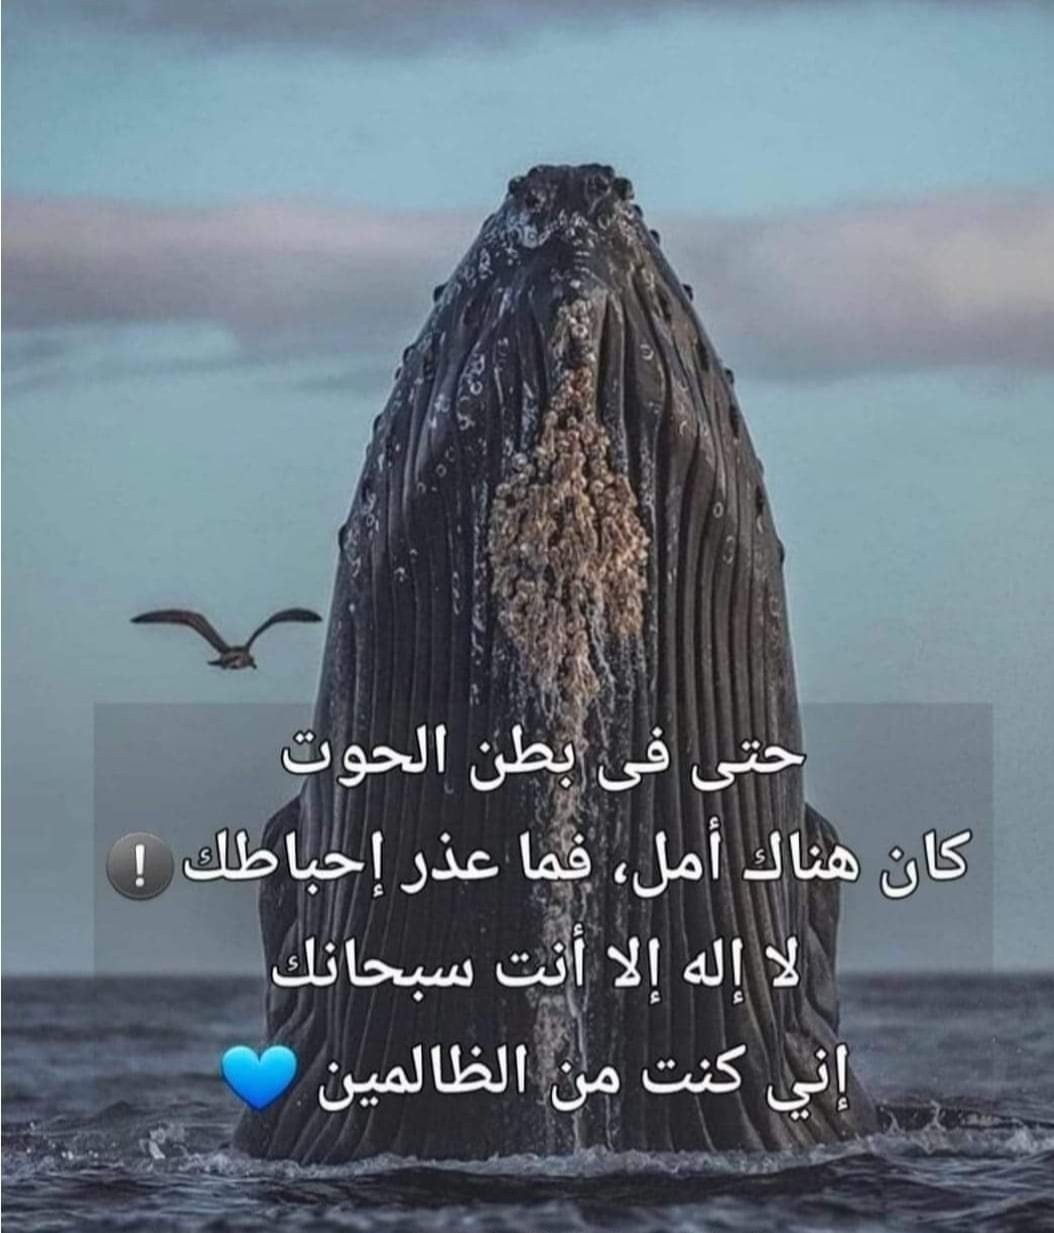 حتى فى بطن الحوت
كان هناك أمل، فما عذر إحباطك❕
لا إله إلا أنت سبحانك
إني كنت من الظالمين 💙